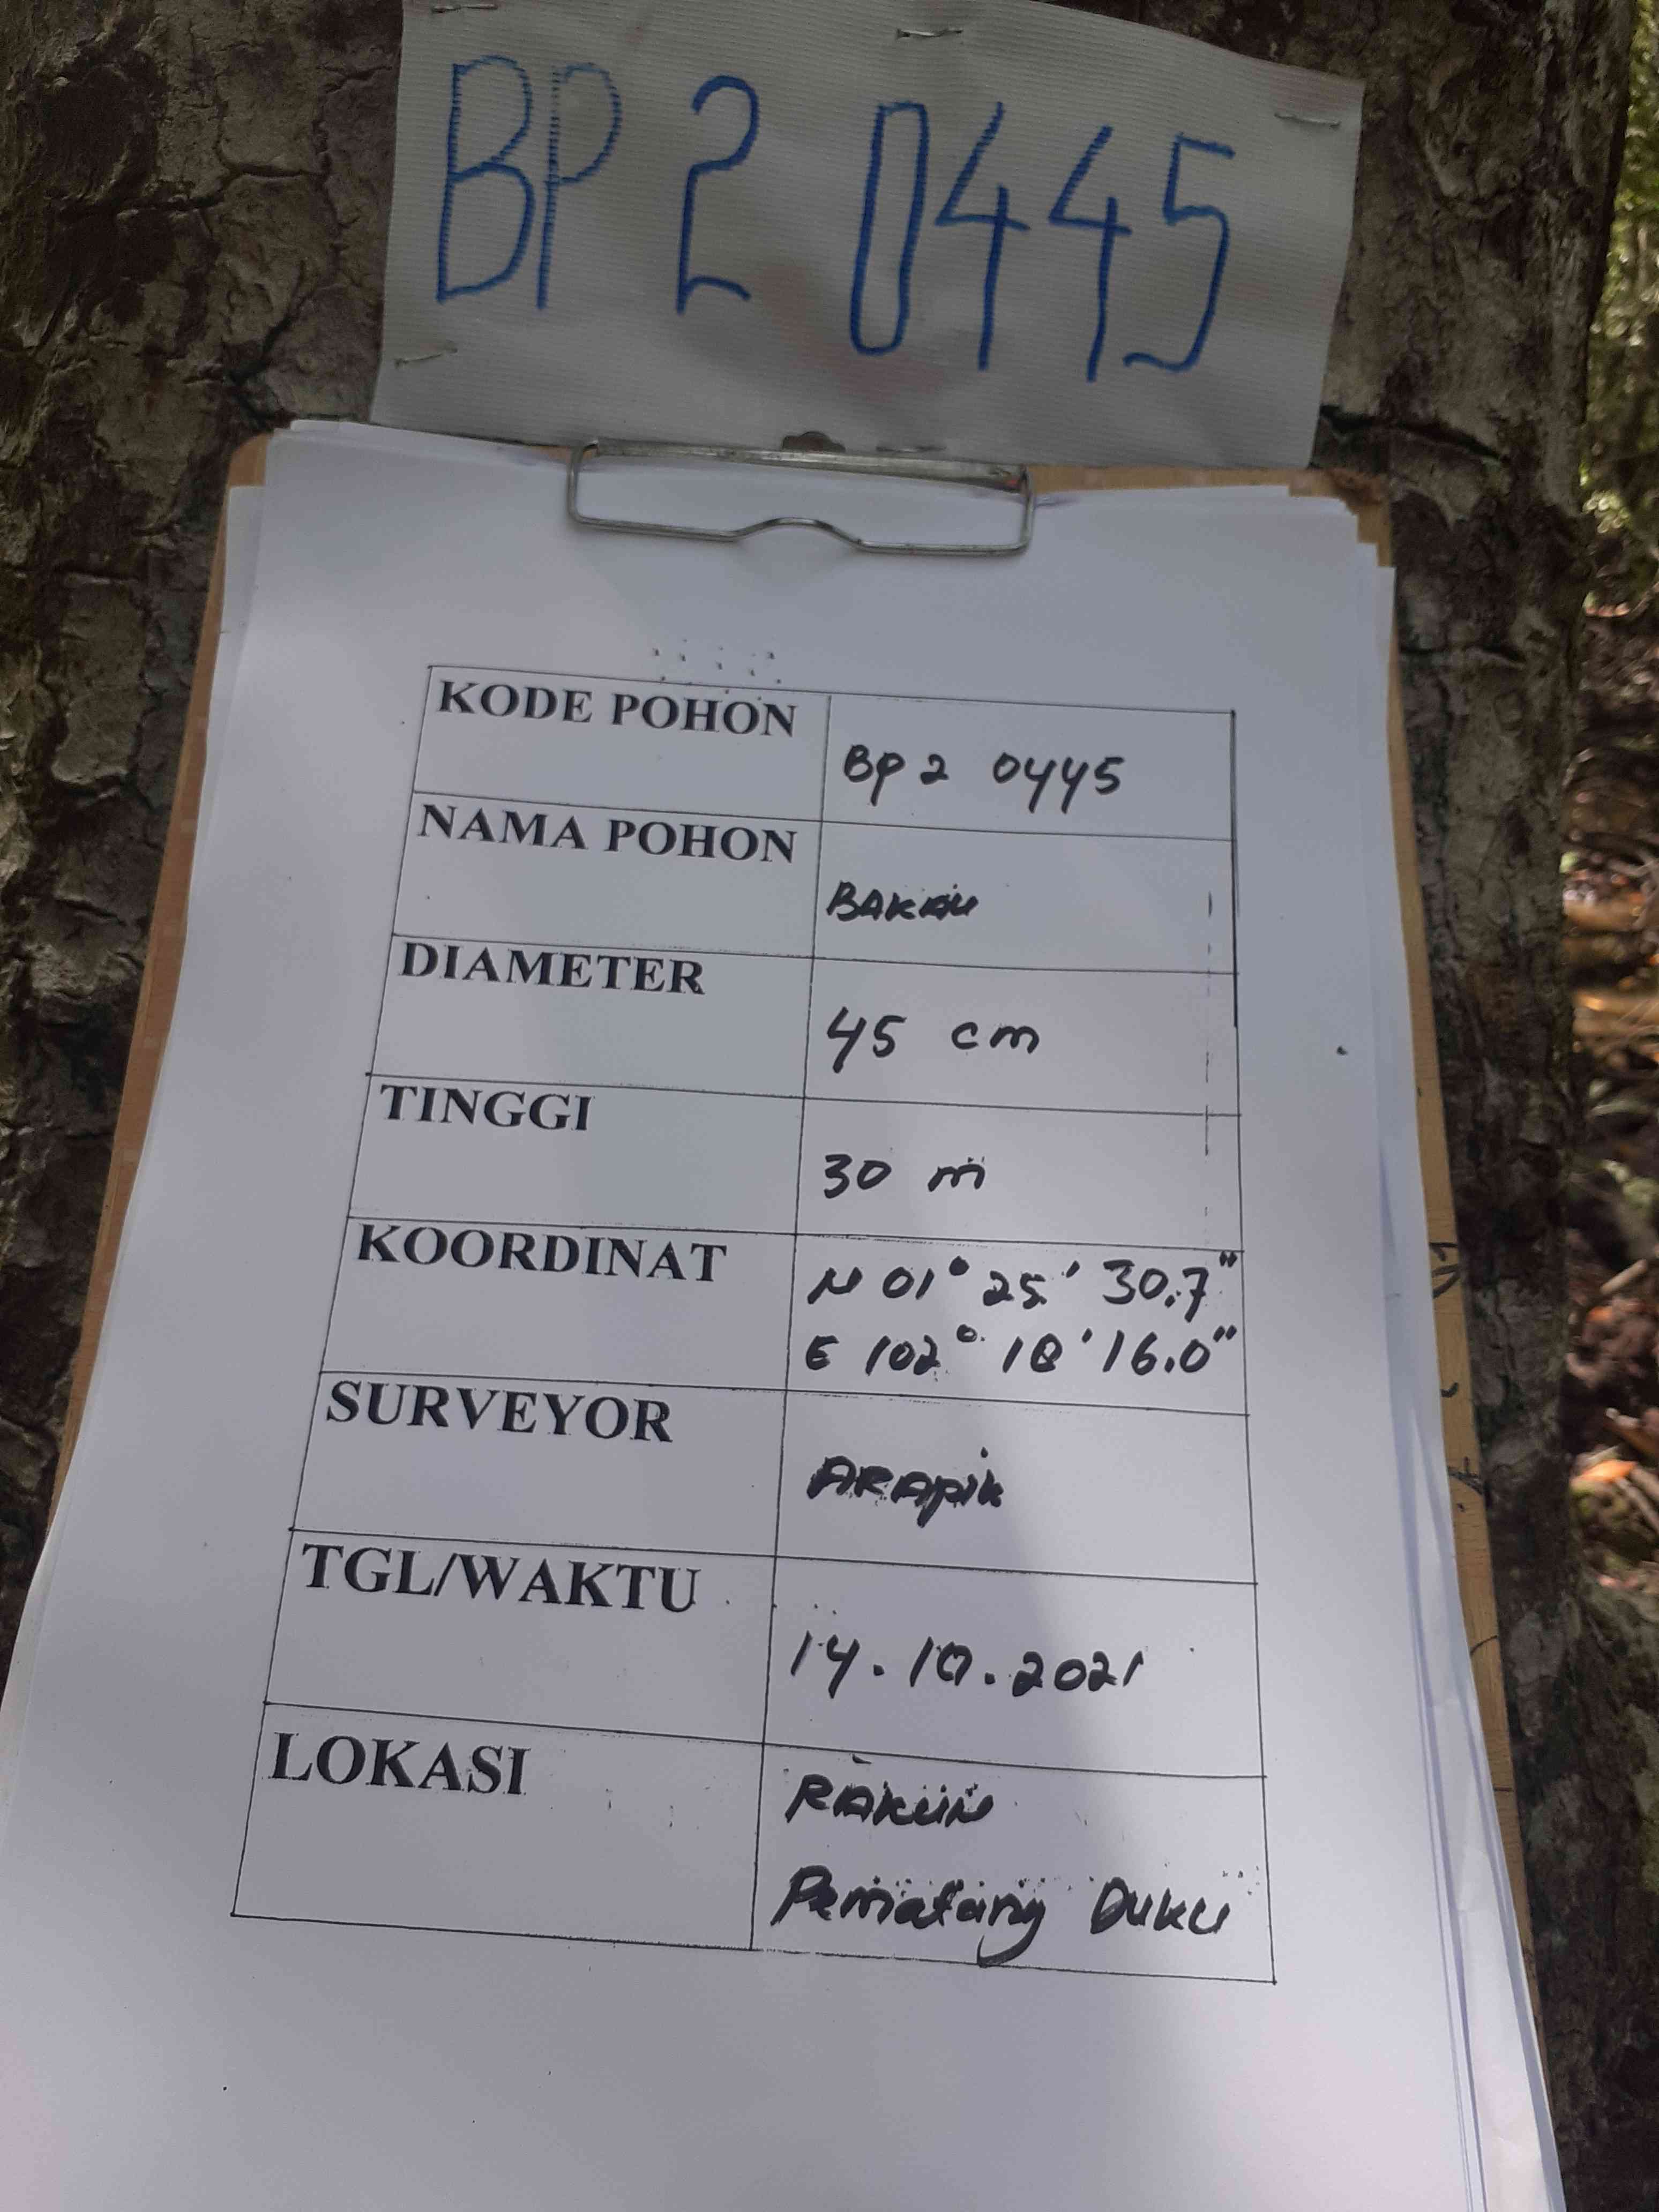 BP 2 0445
KODE POHON
BP 2 0445
NAMA POHON
BAKAU
DIAMETER
45 cm
TINGGI
30 m
KOORDINAT
N 01° 25' 30.7"
E 102° 18' 16.0"
SURVEYOR
ARAPik
TGL/WAKTU
14.10.2021
LOKASI
RAKUN
Pematang Duku